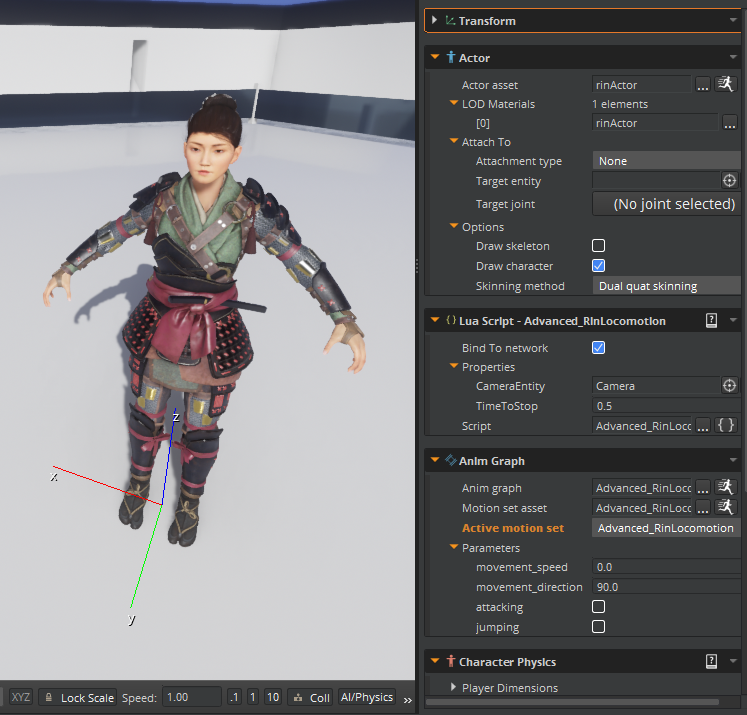 Transform
Actor
Actor asset rinActor ...
LOD Materials 1 elements
[0] rinActor ...
Attach To
Attachment type None
Target entity
Target joint (No joint selected)
Options
Draw skeleton
Draw character
Skinning method Dual quat skinning
Lua Script - Advanced_RinLocomotion ?
Bind To network
Properties
CameraEntity Camera
TimeToStop 0.5
Script Advanced_RinLoco ... { }
Anim Graph
Anim graph Advanced_RinLoco ...
Motion set asset Advanced_RinLoco ...
Active motion set Advanced_RinLocomotion
Parameters
movement_speed 0.0
movement_direction 90.0
attacking
jumping
Character Physics ?
Player Dimensions
z
x
y
XYZ Lock Scale Speed: 1.00 .1 1 10 Coll AI/Physics »